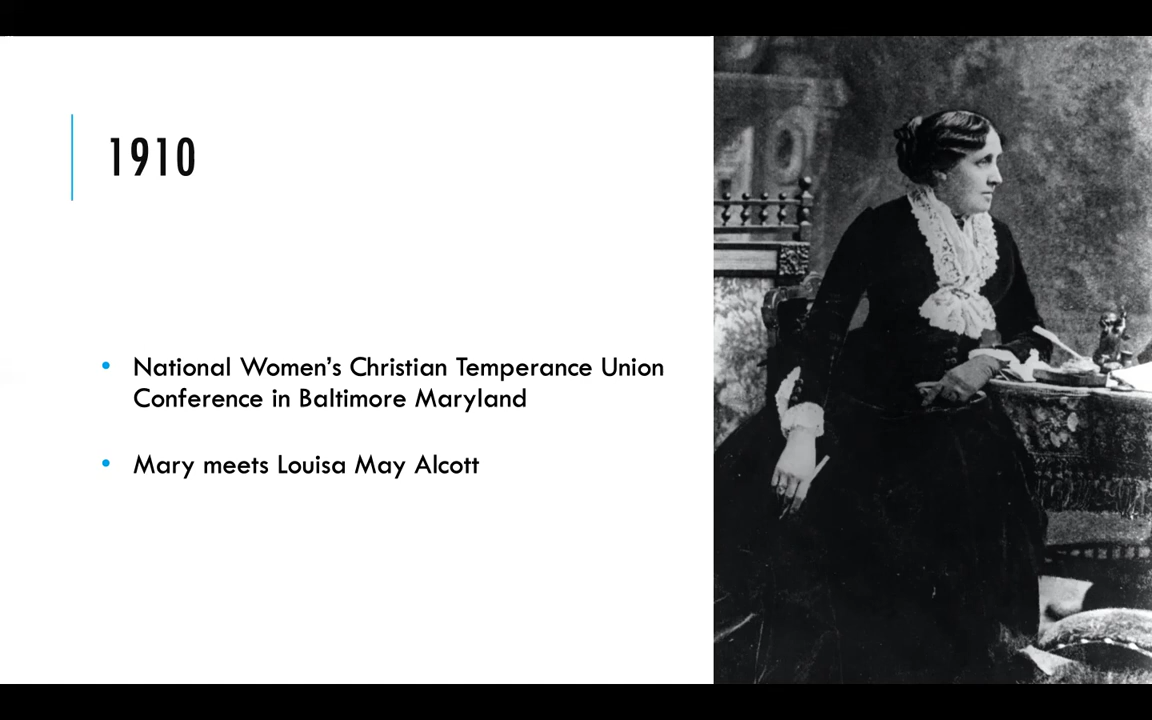 1910
• National Women’s Christian Temperance Union
Conference in Baltimore Maryland
• Mary meets Louisa May Alcott